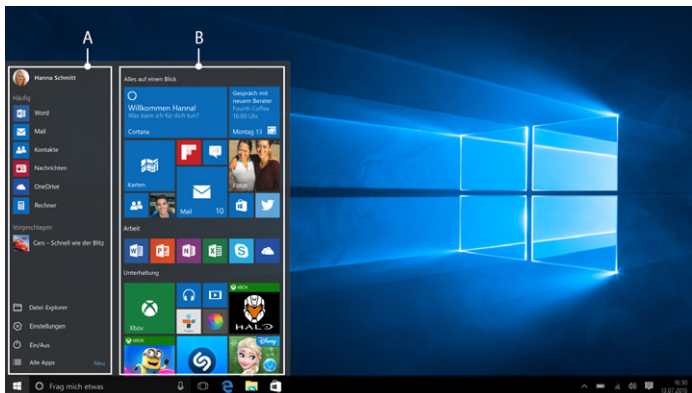 A
B
Hanna Schmitt
Häufig
Word
Mail
Kontakte
Nachrichten
OneDrive
Rechner
Vorgeschlagen
Cars – Schnell wie der Blitz
Datei-Explorer
Einstellungen
Ein/Aus
Alle Apps
Neu
Alles auf einen Blick
Willkommen Hanna!
Was kann ich für dich tun?
Cortana
Gespräch mit
neuem Berater
Fourth Coffee
16:00 Uhr
Montag 13
Karten
Fotos
Mail
10
Arbeit
Unterhaltung
Xbox
XBOX
HALO
XBOX
Disney
Frag mich etwas
16:30
13.07.2015